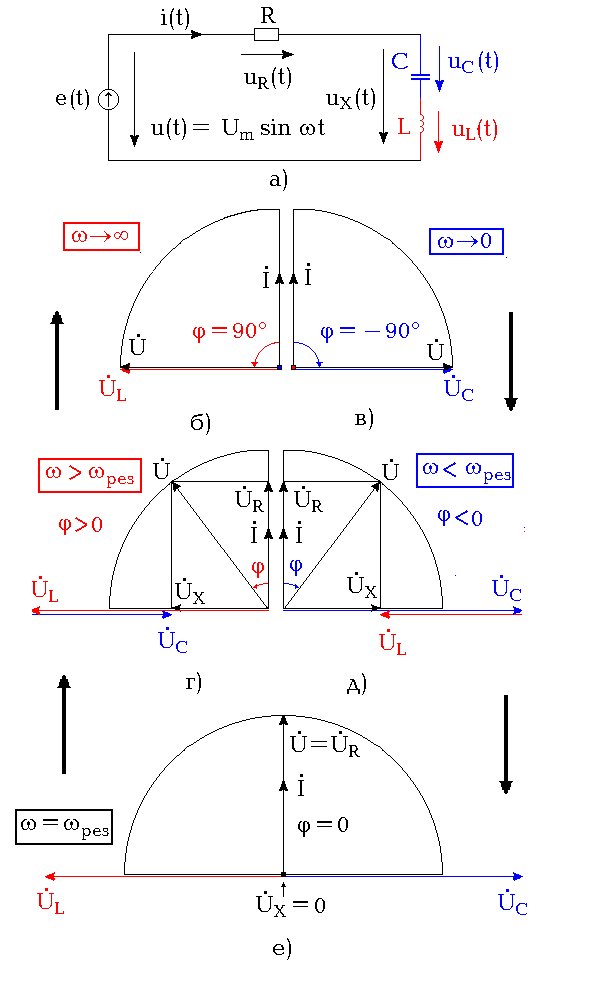 i(t) R
e(t) u_R(t) u_X(t) C u_C(t)
u(t) = U_m sin ωt L u_L(t)
а)
ω→∞ ω→0
İ İ
φ = 90° φ = −90°
U̇ U̇
U̇_L U̇_C
б) в)
ω > ω_рез U̇ U̇ ω < ω_рез
φ>0 U̇_R U̇_R φ<0
İ İ
φ φ
U̇_L U̇_X U̇_X U̇_C
U̇_C U̇_L
г) д)
U̇=U̇_R
İ
ω = ω_рез φ = 0
U̇_L U̇_X = 0 U̇_C
е)